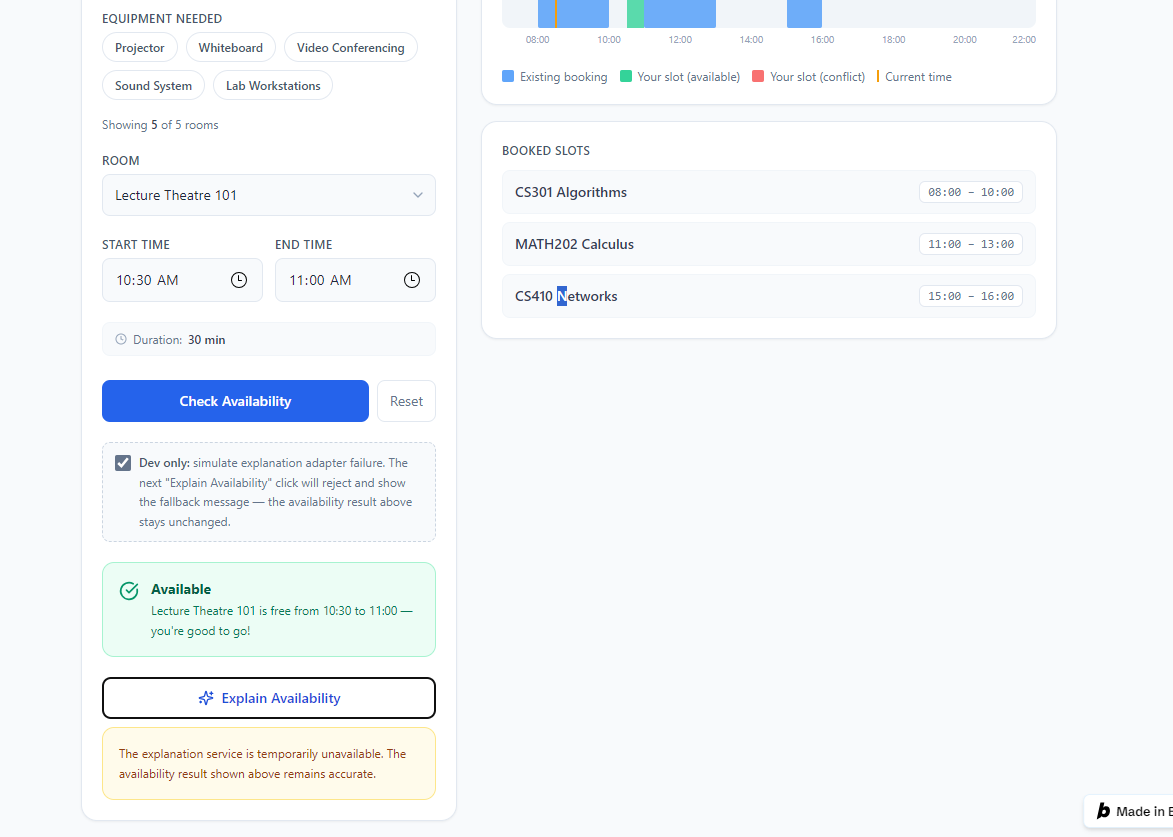 EQUIPMENT NEEDED
Projector
Whiteboard
Video Conferencing
Sound System
Lab Workstations
Showing 5 of 5 rooms
ROOM
Lecture Theatre 101
START TIME
END TIME
10:30 AM
11:00 AM
Duration: 30 min
Check Availability
Reset
Dev only: simulate explanation adapter failure. The
next "Explain Availability" click will reject and show
the fallback message — the availability result above
stays unchanged.
Available
Lecture Theatre 101 is free from 10:30 to 11:00 —
you're good to go!
Explain Availability
The explanation service is temporarily unavailable. The
availability result shown above remains accurate.
08:00 10:00 12:00 14:00 16:00 18:00 20:00 22:00
Existing booking
Your slot (available)
Your slot (conflict)
Current time
BOOKED SLOTS
CS301 Algorithms
08:00 – 10:00
MATH202 Calculus
11:00 – 13:00
CS410 Networks
15:00 – 16:00
b Made in